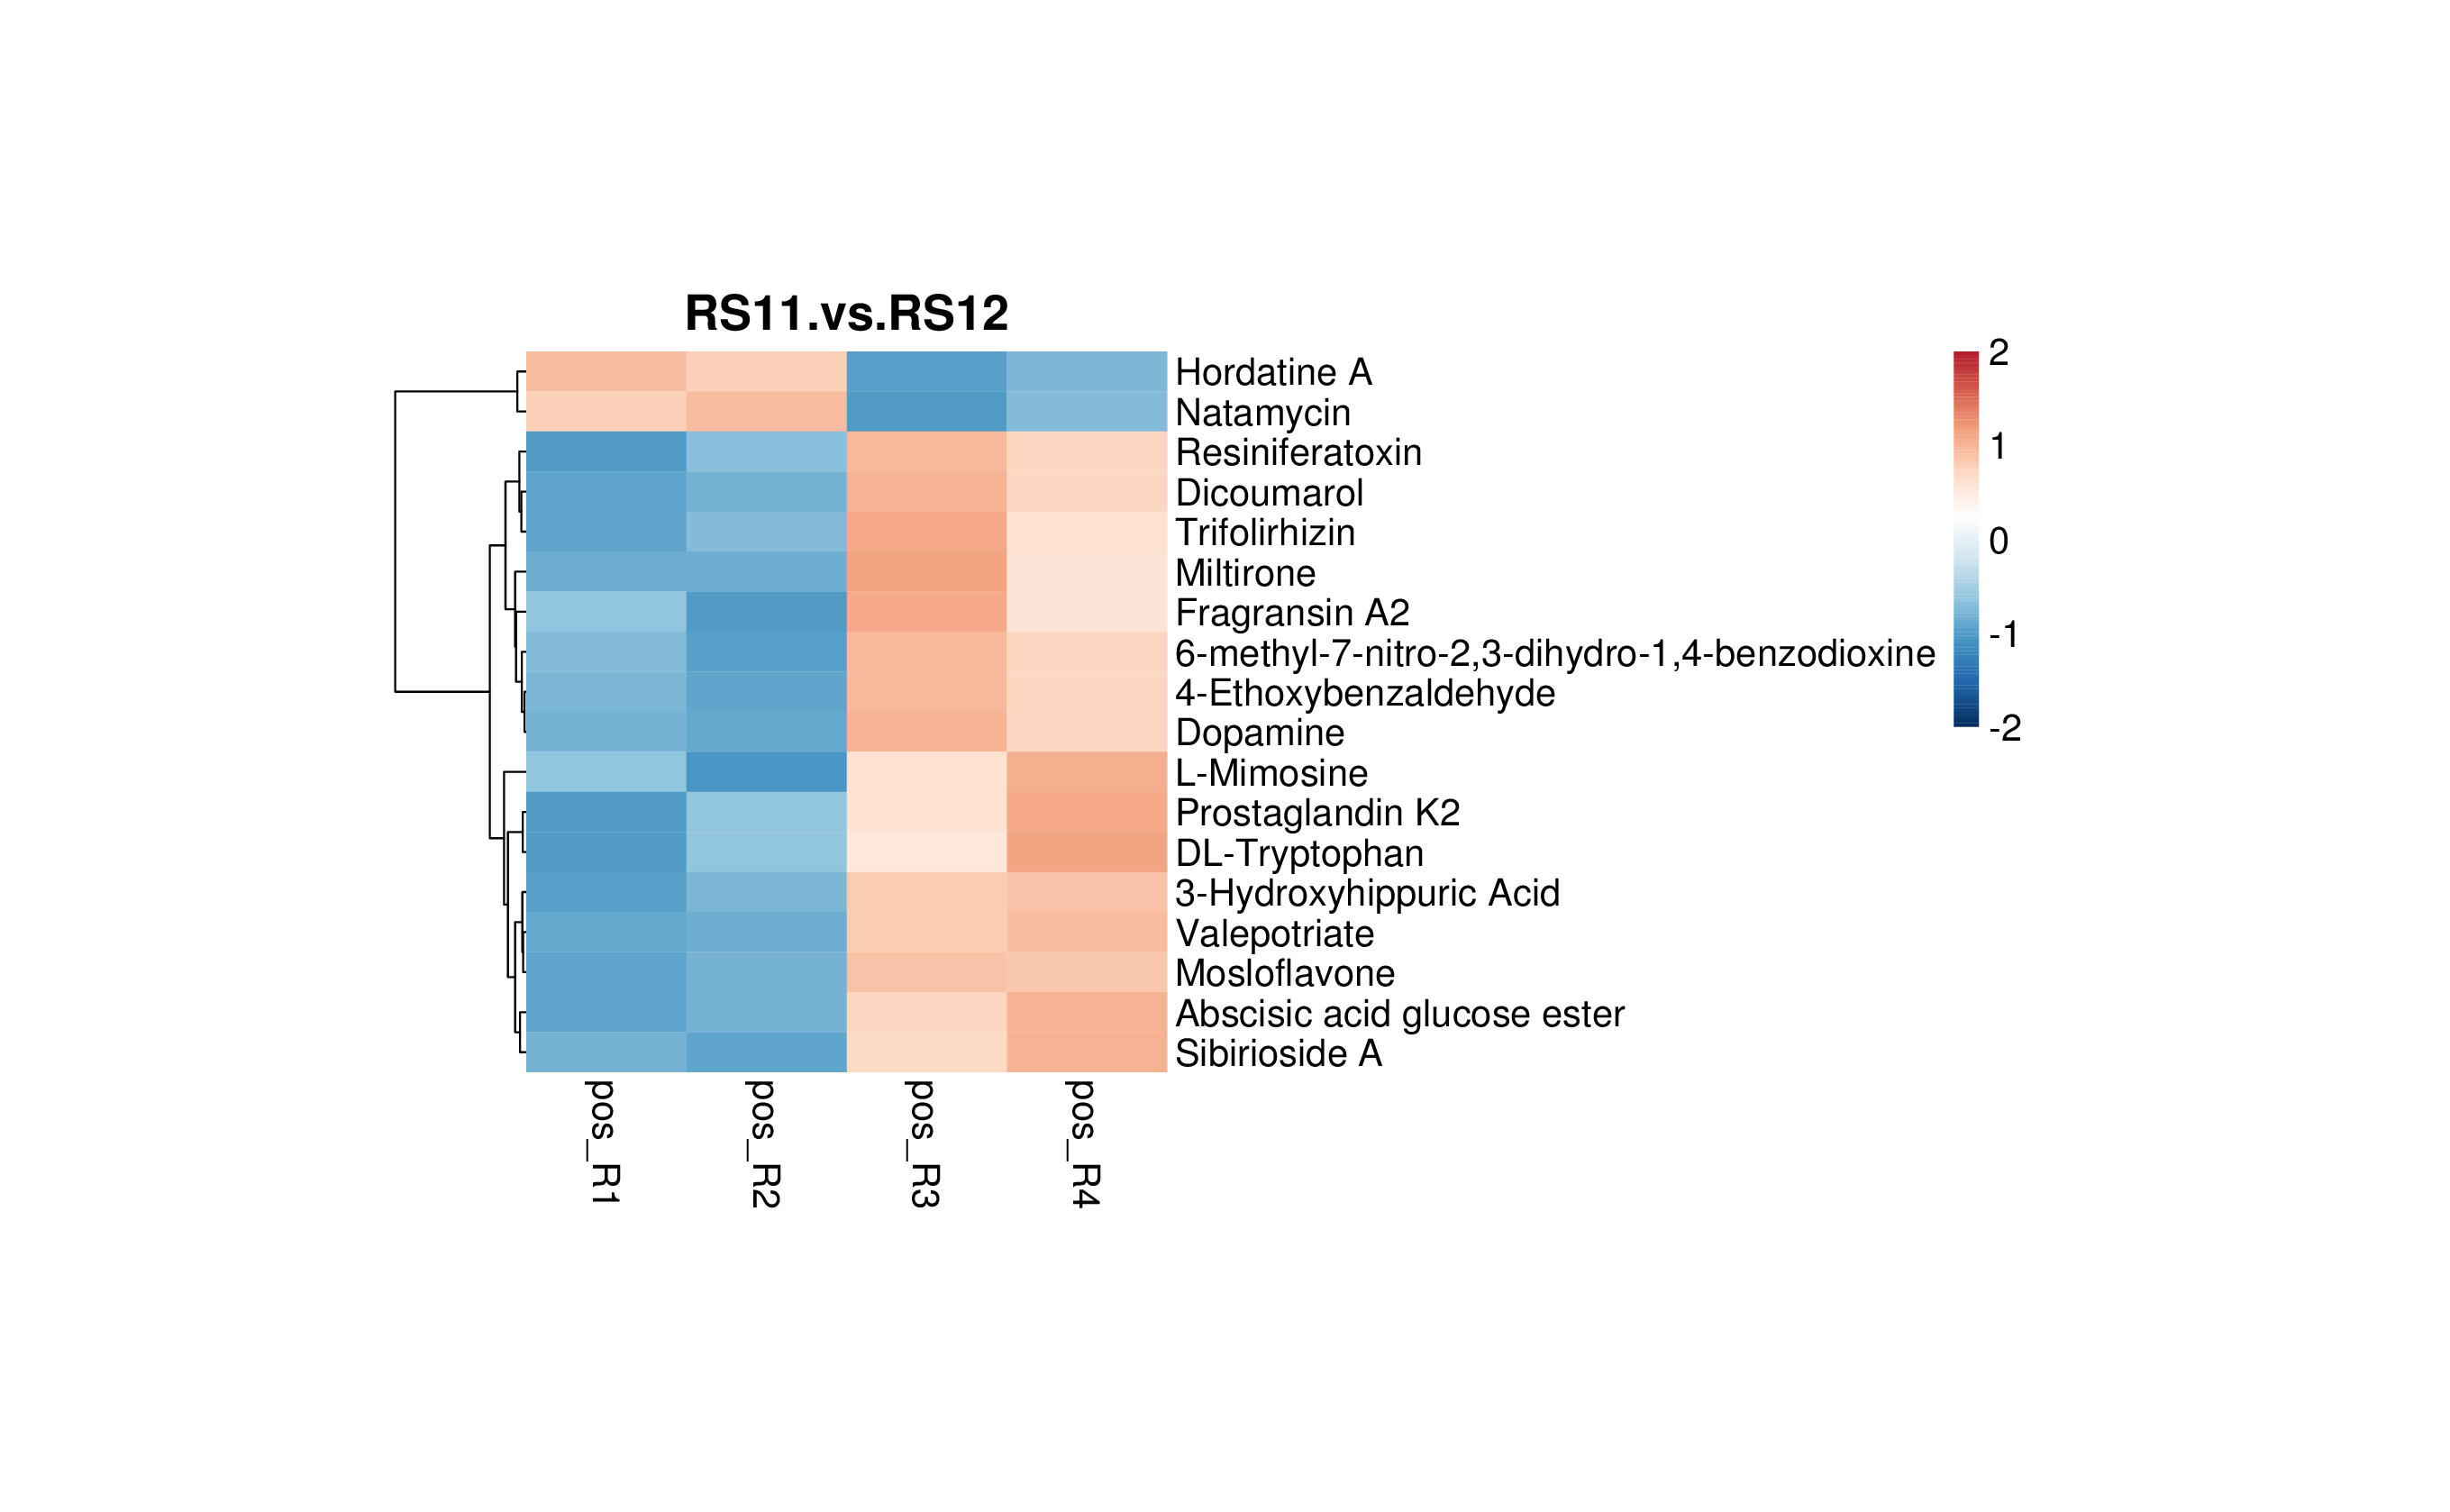 RS11.vs.RS12
Hordatine A
Natamycin
Resiniferatoxin
Dicoumarol
Trifolirhizin
Miltirone
Fragransin A2
6-methyl-7-nitro-2,3-dihydro-1,4-benzodioxine
4-Ethoxybenzaldehyde
Dopamine
L-Mimosine
Prostaglandin K2
DL-Tryptophan
3-Hydroxyhippuric Acid
Valepotriate
Mosloflavone
Abscisic acid glucose ester
Sibirioside A
pos_R1
pos_R2
pos_R3
pos_R4
2
1
0
-1
-2